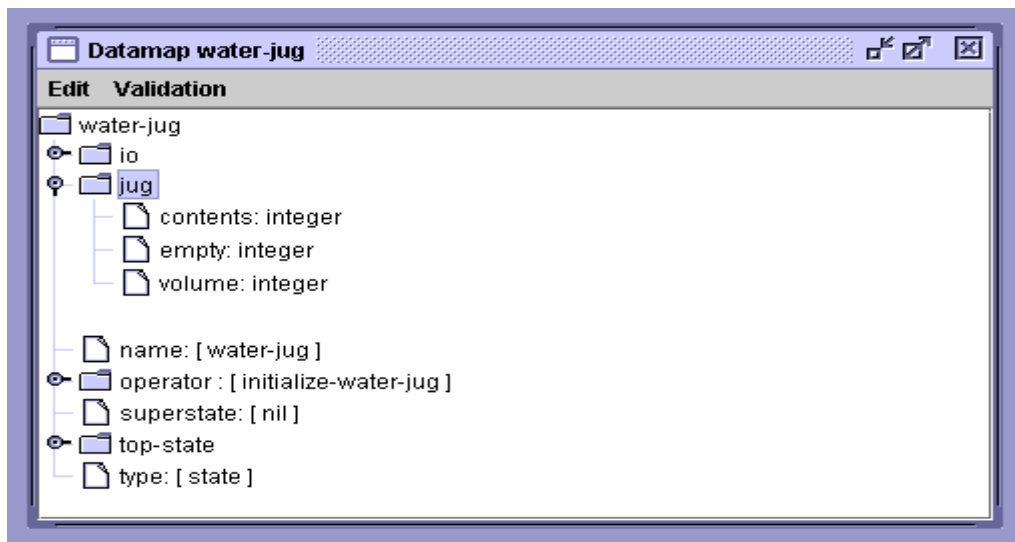 Datamap water-jug
Edit Validation
water-jug
io
jug
contents: integer
empty: integer
volume: integer
name: [ water-jug ]
operator : [ initialize-water-jug ]
superstate: [ nil ]
top-state
type: [ state ]